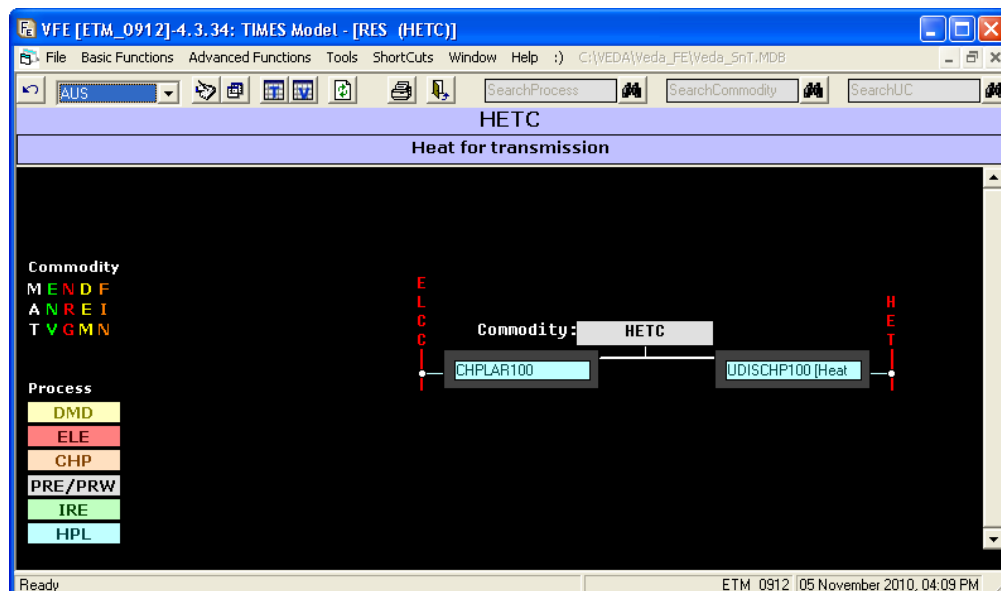 VFE [ETM_0912]-4.3.34: TIMES Model - [RES (HETC)]
File Basic Functions Advanced Functions Tools ShortCuts Window Help :) C:\VEDA\Veda_FE\Veda_SnT.MDB
AUS SearchProcess SearchCommodity SearchUC
HETC
Heat for transmission
Commodity
M E N D F
A N R E I
T V G M N
Process
DMD
ELE
CHP
PRE/PRW
IRE
HPL
E
L
C
C
Commodity: HETC
CHPLAR100
UDISCHP100 [Heat
H
E
T
Ready ETM_0912 05 November 2010, 04:09 PM